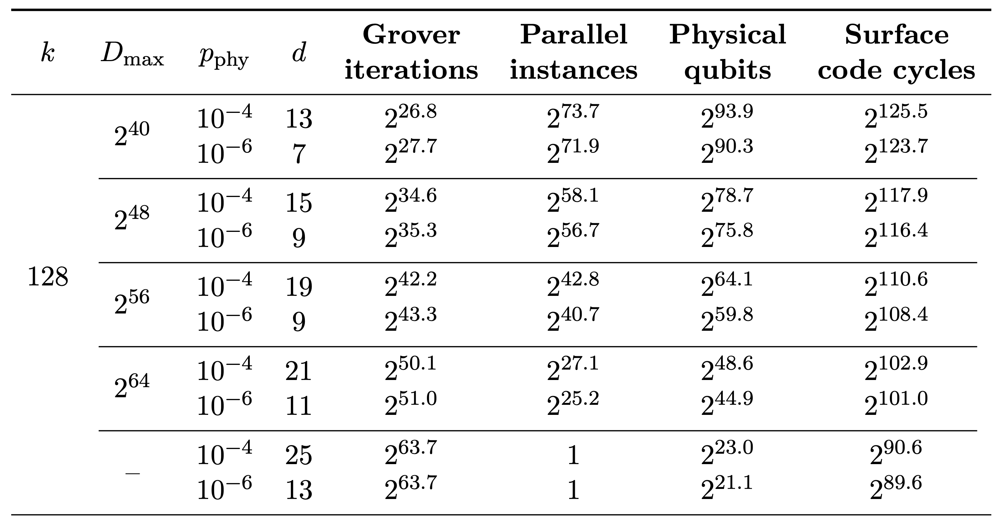 k D_max p_phy d Grover iterations Parallel instances Physical qubits Surface code cycles
2^40 10^−4 13 2^26.8 2^73.7 2^93.9 2^125.5
10^−6 7 2^27.7 2^71.9 2^90.3 2^123.7
2^48 10^−4 15 2^34.6 2^58.1 2^78.7 2^117.9
10^−6 9 2^35.3 2^56.7 2^75.8 2^116.4
128
2^56 10^−4 19 2^42.2 2^42.8 2^64.1 2^110.6
10^−6 9 2^43.3 2^40.7 2^59.8 2^108.4
2^64 10^−4 21 2^50.1 2^27.1 2^48.6 2^102.9
10^−6 11 2^51.0 2^25.2 2^44.9 2^101.0
– 10^−4 25 2^63.7 1 2^23.0 2^90.6
10^−6 13 2^63.7 1 2^21.1 2^89.6